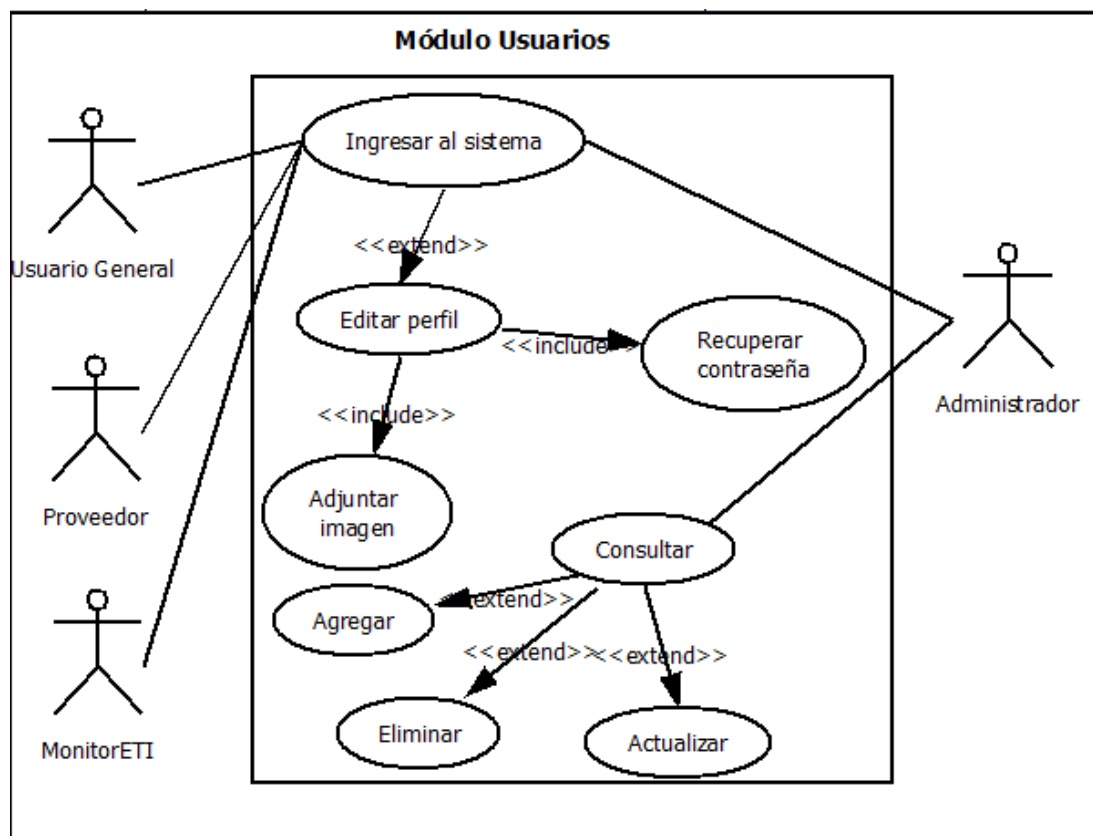 Módulo Usuarios
Ingresar al sistema
<<extend>>
Usuario General
Editar perfil
<<include>>
Recuperar
contraseña
Administrador
<<include>>
Proveedor
Adjuntar
imagen
Consultar
<<extend>>
Agregar
<<extend>>
<<extend>>
Eliminar
Actualizar
MonitorETI